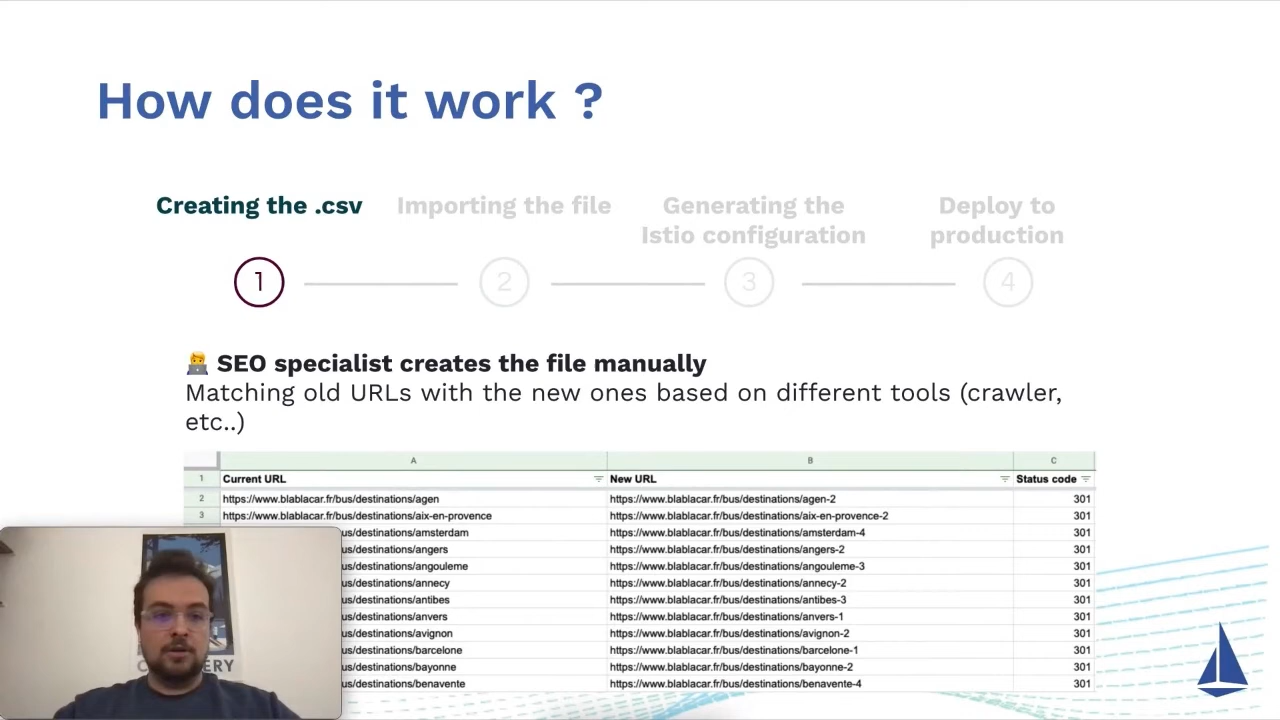 How does it work ?
Creating the .csv
Importing the file
Generating the
Istio configuration
Deploy to
production
1
2
3
4
🧑‍💻 SEO specialist creates the file manually
Matching old URLs with the new ones based on different tools (crawler,
etc..)
A B C
1 Current URL New URL Status code
2 https://www.blablacar.fr/bus/destinations/agen https://www.blablacar.fr/bus/destinations/agen-2 301
3 https://www.blablacar.fr/bus/destinations/aix-en-provence https://www.blablacar.fr/bus/destinations/aix-en-provence-2 301
us/destinations/amsterdam https://www.blablacar.fr/bus/destinations/amsterdam-4 301
us/destinations/angers https://www.blablacar.fr/bus/destinations/angers-2 301
us/destinations/angouleme https://www.blablacar.fr/bus/destinations/angouleme-3 301
us/destinations/annecy https://www.blablacar.fr/bus/destinations/annecy-2 301
us/destinations/antibes https://www.blablacar.fr/bus/destinations/antibes-3 301
us/destinations/anvers https://www.blablacar.fr/bus/destinations/anvers-1 301
us/destinations/avignon https://www.blablacar.fr/bus/destinations/avignon-2 301
us/destinations/barcelone https://www.blablacar.fr/bus/destinations/barcelone-1 301
us/destinations/bayonne https://www.blablacar.fr/bus/destinations/bayonne-2 301
us/destinations/benavente https://www.blablacar.fr/bus/destinations/benavente-4 301